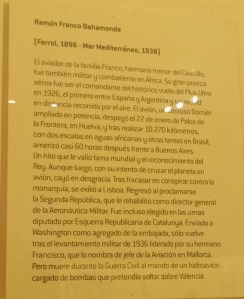 Ramón Franco Bahamonde
(Ferrol, 1896 - Mar Mediterráneo, 1938)
El aviador de la familia Franco, hermano menor del Caudillo,
fue también militar y combatiente en África. Su gran proeza
aérea fue ser el comandante del histórico vuelo del Plus Ultra
en 1926, el primero entre España y Argentina y un récord
en distancia recorrida por el aire. El avión, un hidro Dornier
ampliado en potencia, despegó el 22 de enero de Palos de
la Frontera, en Huelva, y tras realizar 10.270 kilómetros,
con dos escalas en aguas africanas y otras tantas en Brasil,
amerizó casi 60 horas después frente a Buenos Aires.
Un hito que le valió fama mundial y el reconocimiento del
Rey. Aunque luego, con su intento de cruzar el planeta en
avión, cayó en desgracia. Tras fracasar en conspirar contra la
monarquía, se exilió a Lisboa. Regresó al proclamarse
la Segunda República, que le rehabilitó como director general
de la Aeronáutica Militar. Fue incluso elegido en las urnas
diputado por Esquerra Republicana de Catalunya. Enviado a
Washington como agregado de la embajada, sólo vuelve
tras el levantamiento militar de 1936 liderado por su hermano
Francisco, que lo nombra de jefe de la Aviación en Mallorca.
Pero muere durante la Guerra Civil al mando de un hidroavión
cargado de bombas que pretendía soltar sobre Valencia.